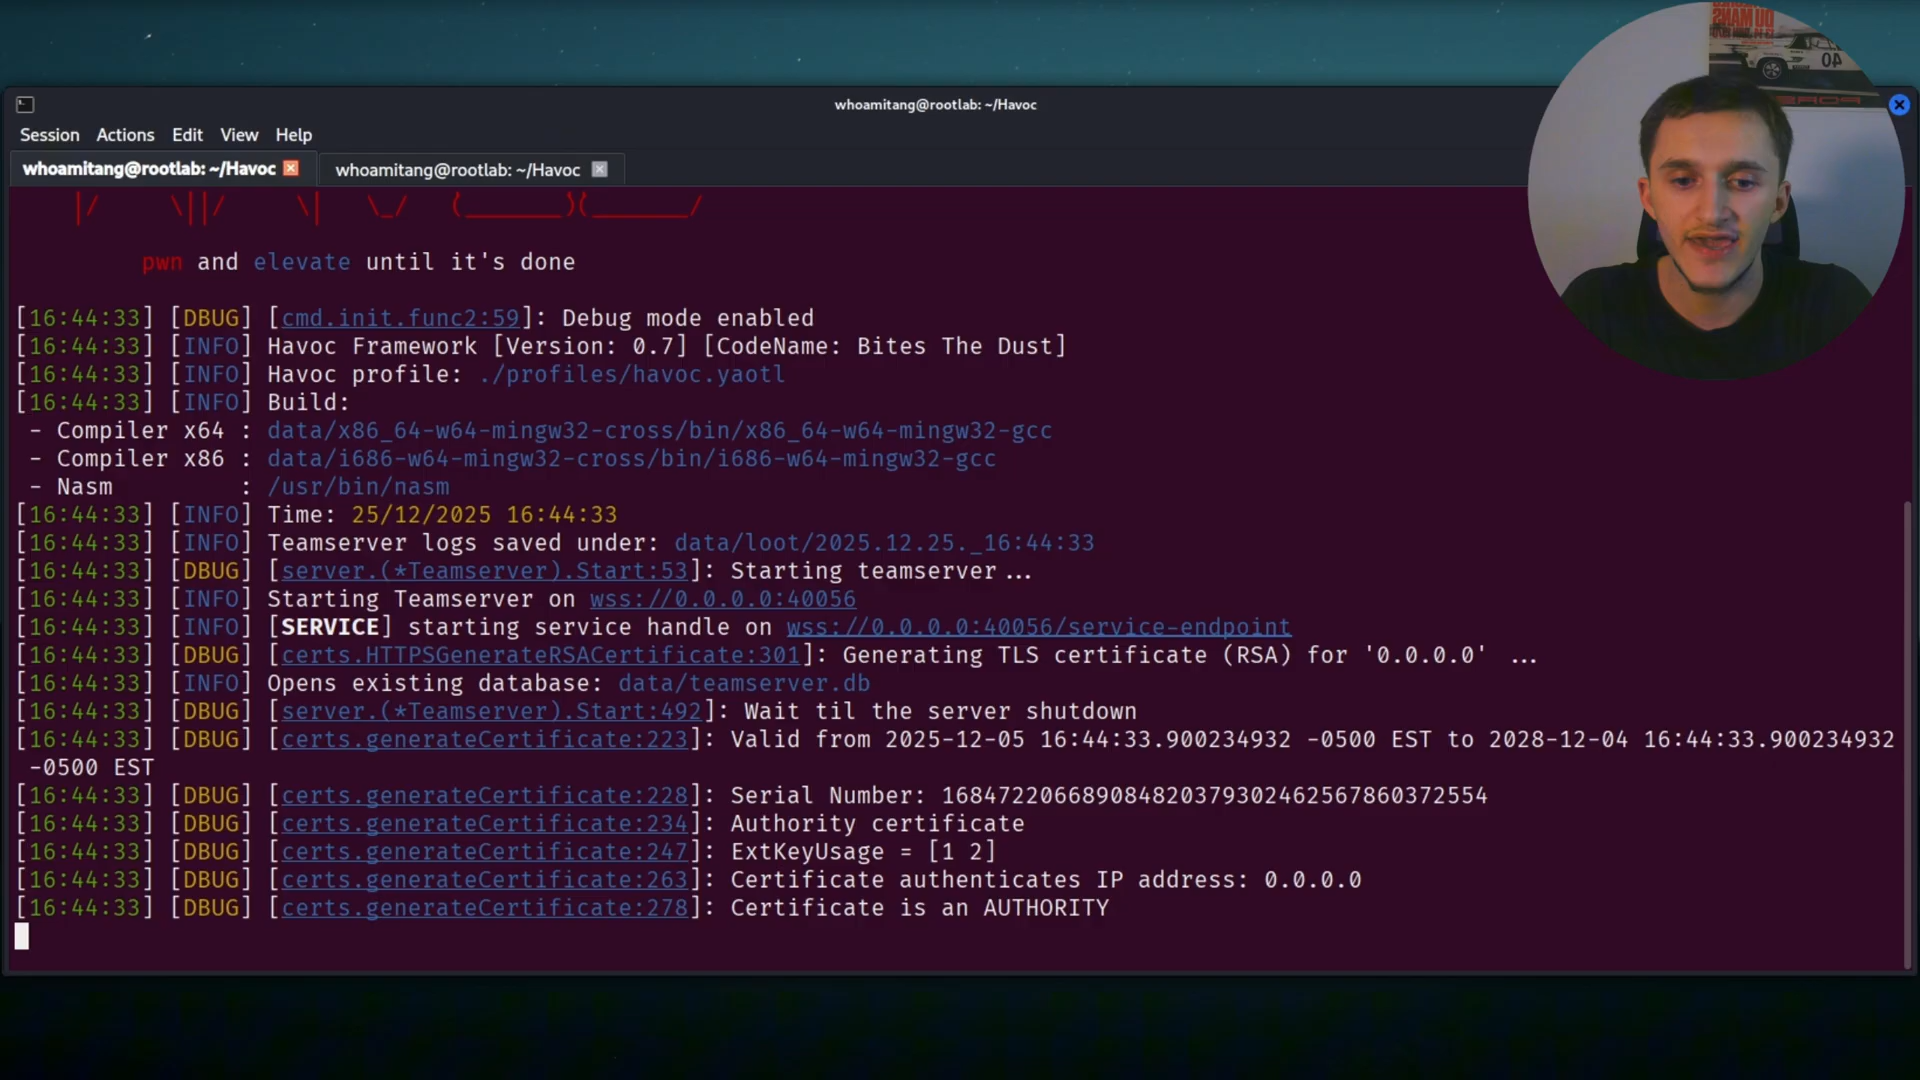 whoamitang@rootlab: ~/Havoc
Session Actions Edit View Help
whoamitang@rootlab: ~/Havoc
whoamitang@rootlab: ~/Havoc
pwn and elevate until it's done
[16:44:33] [DBUG] [cmd.init.func2:59]: Debug mode enabled
[16:44:33] [INFO] Havoc Framework [Version: 0.7] [CodeName: Bites The Dust]
[16:44:33] [INFO] Havoc profile: ./profiles/havoc.yaotl
[16:44:33] [INFO] Build:
- Compiler x64 : data/x86_64-w64-mingw32-cross/bin/x86_64-w64-mingw32-gcc
- Compiler x86 : data/i686-w64-mingw32-cross/bin/i686-w64-mingw32-gcc
- Nasm : /usr/bin/nasm
[16:44:33] [INFO] Time: 25/12/2025 16:44:33
[16:44:33] [INFO] Teamserver logs saved under: data/loot/2025.12.25._16:44:33
[16:44:33] [DBUG] [server.(*Teamserver).Start:53]: Starting teamserver...
[16:44:33] [INFO] Starting Teamserver on wss://0.0.0.0:40056
[16:44:33] [INFO] [SERVICE] starting service handle on wss://0.0.0.0:40056/service-endpoint
[16:44:33] [DBUG] [certs.HTTPSGenerateRSACertificate:301]: Generating TLS certificate (RSA) for '0.0.0.0' ...
[16:44:33] [INFO] Opens existing database: data/teamserver.db
[16:44:33] [DBUG] [server.(*Teamserver).Start:492]: Wait til the server shutdown
[16:44:33] [DBUG] [certs.generateCertificate:223]: Valid from 2025-12-05 16:44:33.900234932 -0500 EST to 2028-12-04 16:44:33.900234932
-0500 EST
[16:44:33] [DBUG] [certs.generateCertificate:228]: Serial Number: 168472206689084820379302462567860372554
[16:44:33] [DBUG] [certs.generateCertificate:234]: Authority certificate
[16:44:33] [DBUG] [certs.generateCertificate:247]: ExtKeyUsage = [1 2]
[16:44:33] [DBUG] [certs.generateCertificate:263]: Certificate authenticates IP address: 0.0.0.0
[16:44:33] [DBUG] [certs.generateCertificate:278]: Certificate is an AUTHORITY